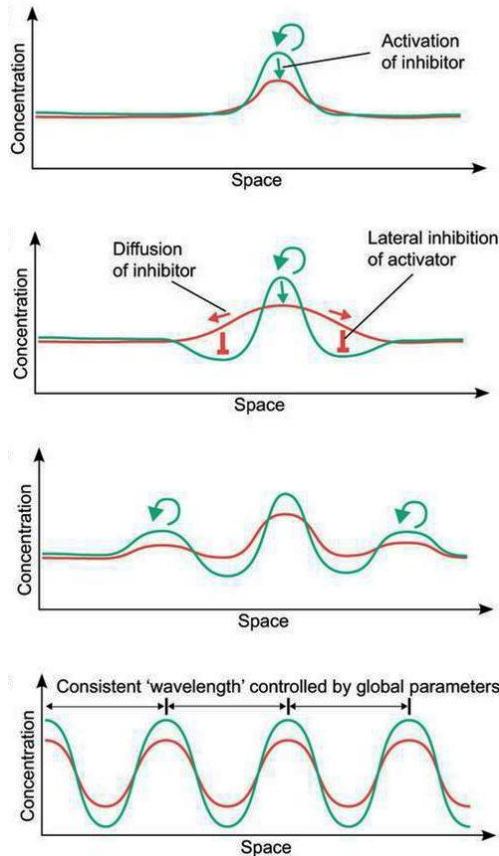 Concentration
Activation
of inhibitor
Space
Concentration
Diffusion
of inhibitor
Lateral inhibition
of activator
Space
Concentration
Space
Consistent 'wavelength' controlled by global parameters
Concentration
Space